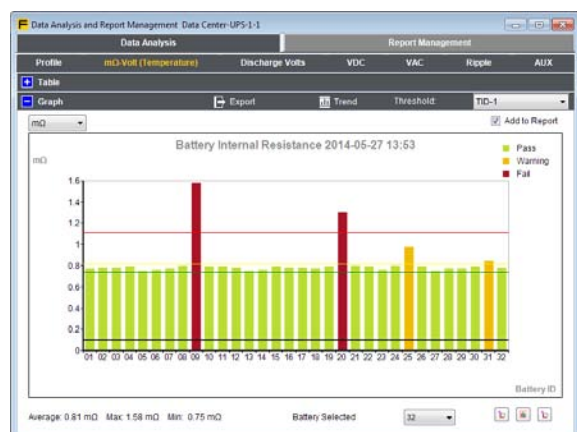 Data Analysis and Report Management Data Center-UPS-1-1
Data Analysis Report Management
Profile mΩ-Volt (Temperature) Discharge Volts VDC VAC Ripple AUX
Table
Graph Export Trend Threshold: TID-1
mΩ Add to Report
Battery Internal Resistance 2014-05-27 13:53
Pass
Warning
Fail
mΩ
1.6
1.4
1.2
1
0.8
0.6
0.4
0.2
0
01 02 03 04 05 06 07 08 09 10 11 12 13 14 15 16 17 18 19 20 21 22 23 24 25 26 27 28 29 30 31 32
Battery ID
Average: 0.81 mΩ Max: 1.58 mΩ Min: 0.75 mΩ Battery Selected 32